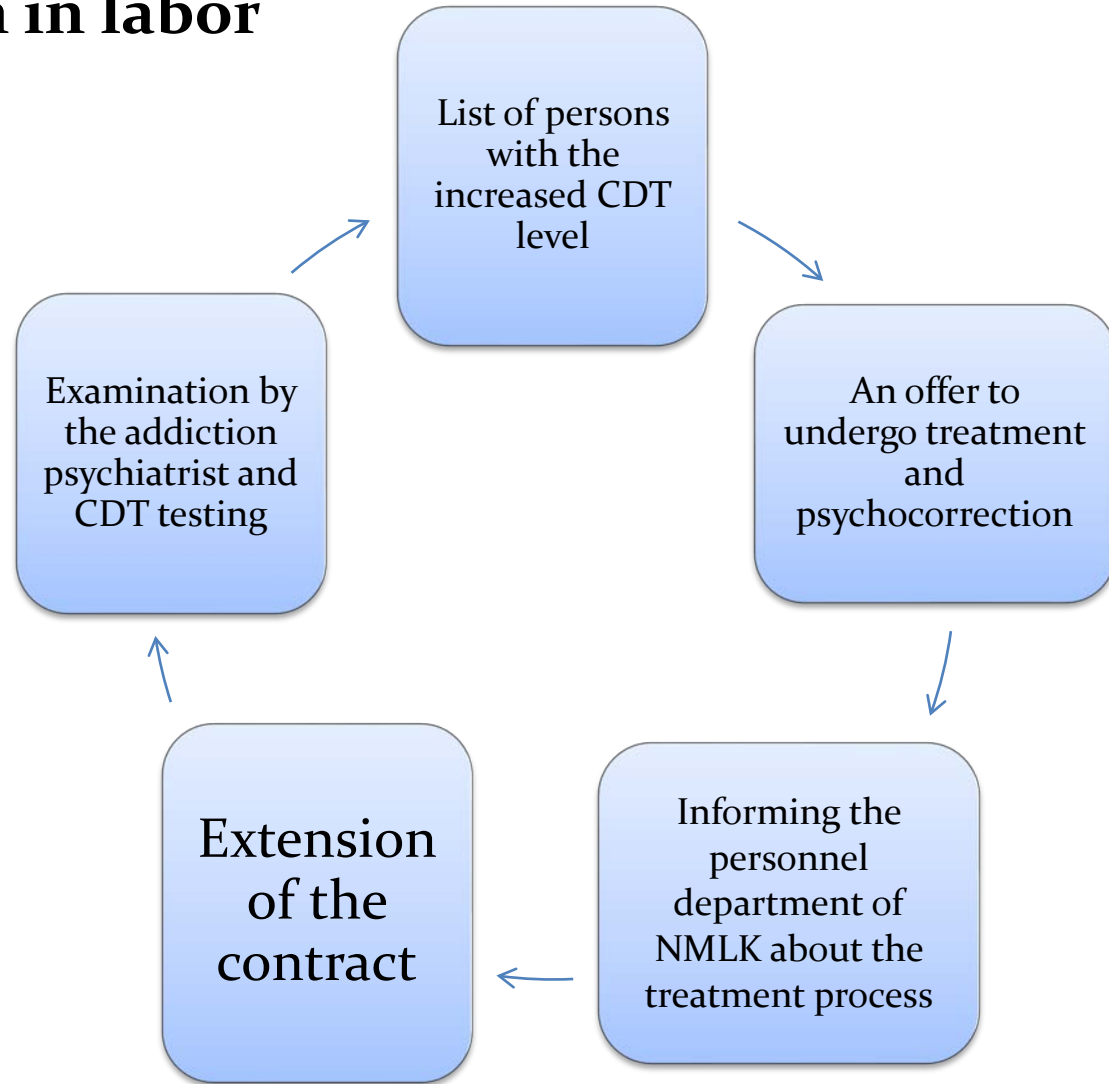 in labor
List of persons
with the
increased CDT
level
An offer to
undergo treatment
and
psychocorrection
Informing the
personnel
department of
NMLK about the
treatment process
Extension
of the
contract
Examination by
the addiction
psychiatrist and
CDT testing